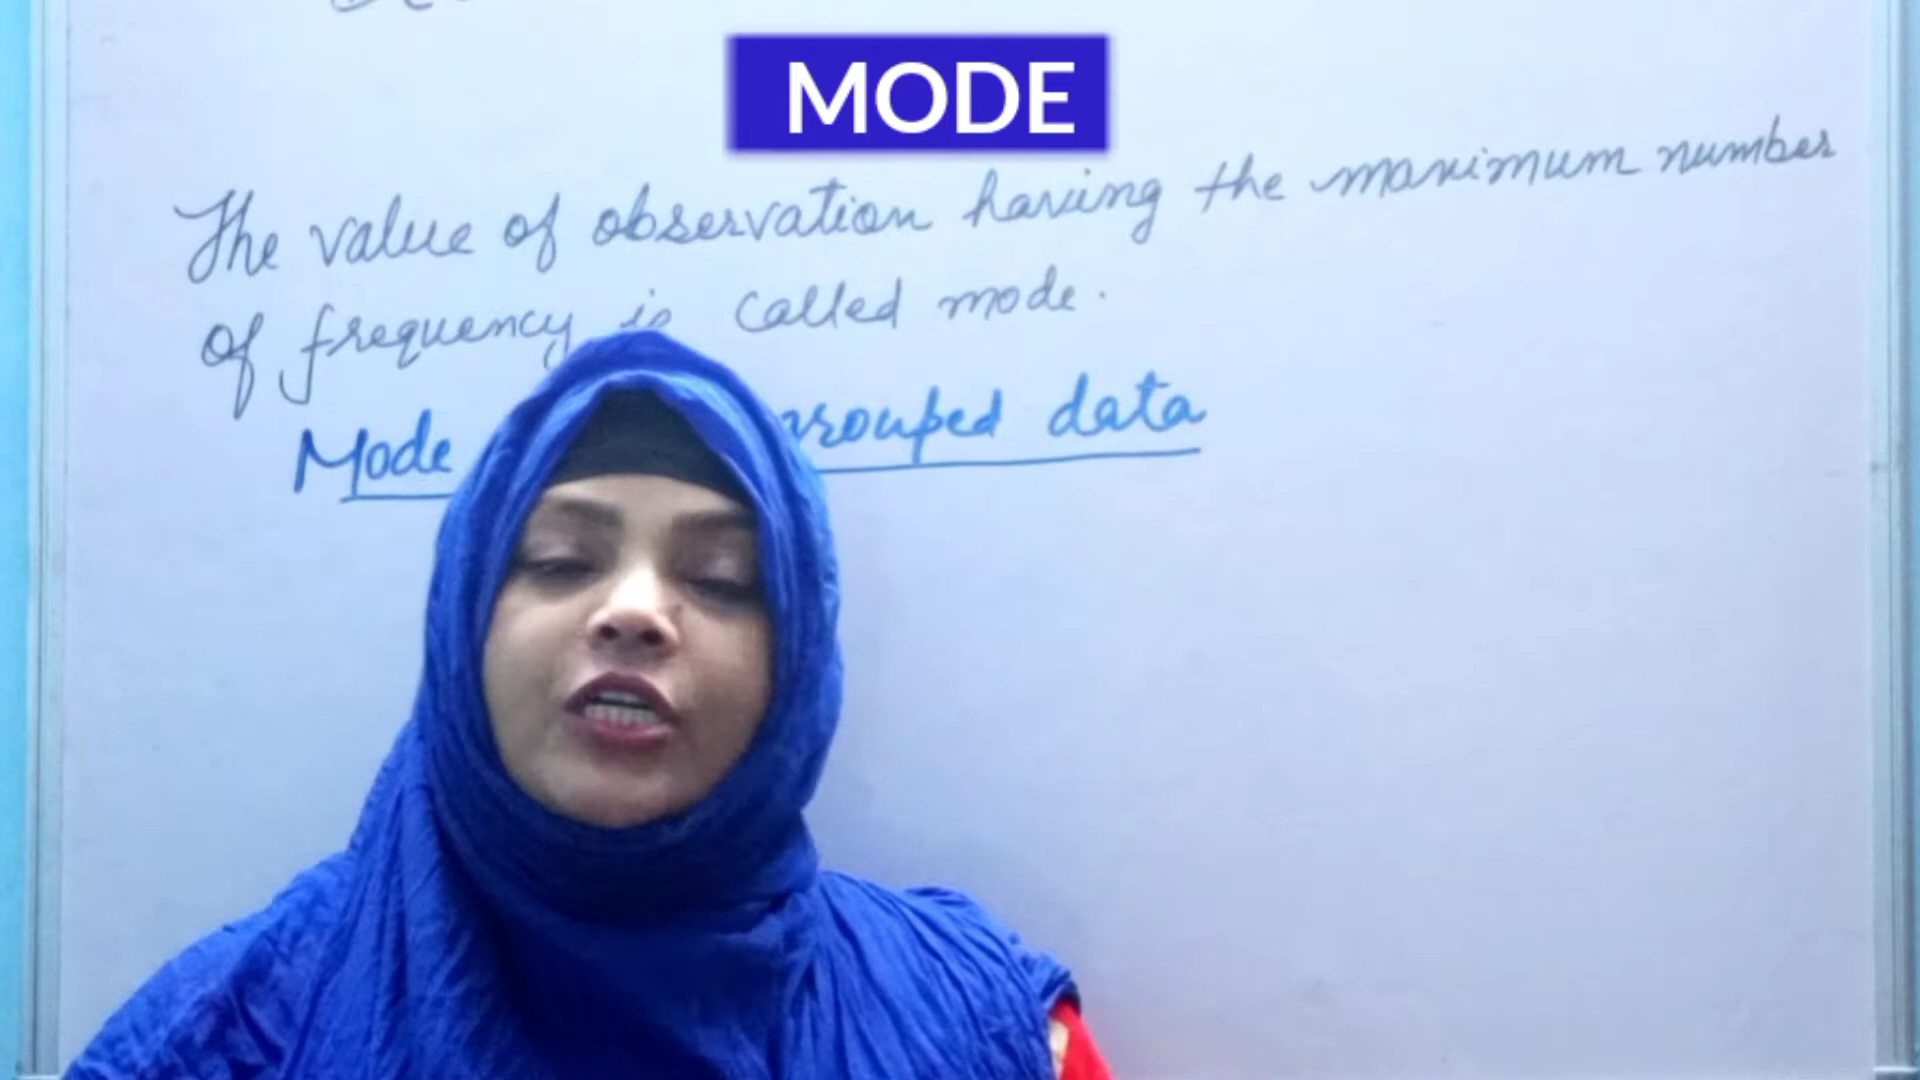 MODE
The value of observation having the maximum number
of frequency is called mode.
Mode data